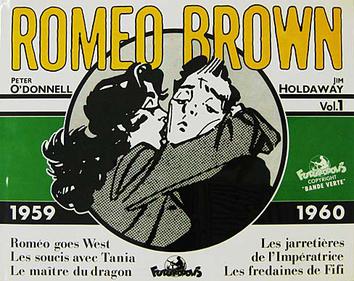 ROMEO BROWN
PETER O'DONNELL
JIM HOLDAWAY
Vol.1
Futuropolis
COPYRIGHT
"BANDE VERTE"
1959
1960
Roméo goes West
Les soucis avec Tania
Le maître du dragon
Les jarretières
de l'Impératrice
Les fredaines de Fifi
Futuropolis